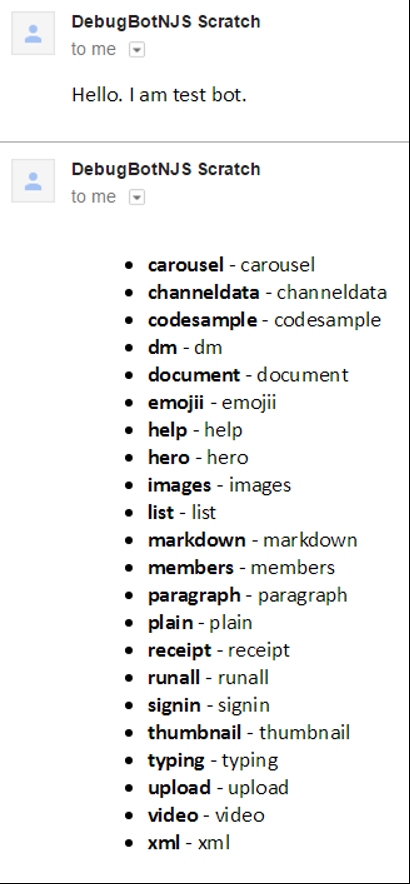 DebugBotNJS Scratch
to me
Hello. I am test bot.
DebugBotNJS Scratch
to me
• carousel - carousel
• channeldata - channeldata
• codesample - codesample
• dm - dm
• document - document
• emojii - emojii
• help - help
• hero - hero
• images - images
• list - list
• markdown - markdown
• members - members
• paragraph - paragraph
• plain - plain
• receipt - receipt
• runall - runall
• signin - signin
• thumbnail - thumbnail
• typing - typing
• upload - upload
• video - video
• xml - xml